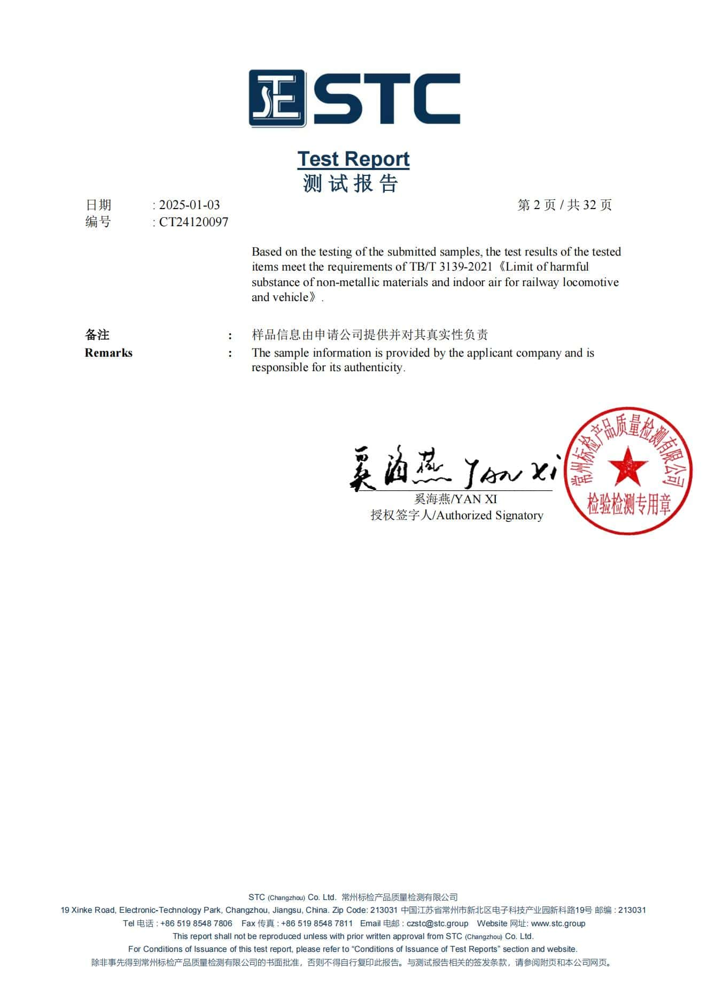 STC
Test Report
测试报告
日期 : 2025-01-03 第 2 页 / 共 32 页
编号 : CT24120097
Based on the testing of the submitted samples, the test results of the tested
items meet the requirements of TB/T 3139-2021《Limit of harmful
substance of non-metallic materials and indoor air for railway locomotive
and vehicle》.
备注 : 样品信息由申请公司提供并对其真实性负责
Remarks : The sample information is provided by the applicant company and is
responsible for its authenticity.
奚海燕 Yan Xi
常州标检产品质量检测有限公司
检验检测专用章
奚海燕/YAN XI
授权签字人/Authorized Signatory
STC (Changzhou) Co. Ltd. 常州标检产品质量检测有限公司
19 Xinke Road, Electronic-Technology Park, Changzhou, Jiangsu, China. Zip Code: 213031 中国江苏省常州市新北区电子科技产业园新科路19号 邮编 : 213031
Tel 电话 : +86 519 8548 7806 Fax 传真 : +86 519 8548 7811 Email 电邮 : czstc@stc.group Website 网址: www.stc.group
This report shall not be reproduced unless with prior written approval from STC (Changzhou) Co. Ltd.
For Conditions of Issuance of this test report, please refer to “Conditions of Issuance of Test Reports” section and website.
除非事先得到常州标检产品质量检测有限公司的书面批准，否则不得自行复印此报告。与测试报告相关的签发条款，请参阅附页和本公司网页。